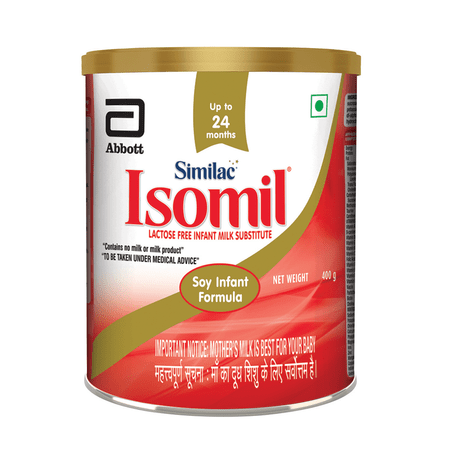 Up to
24
months
Abbott
Similac
Isomil®
LACTOSE FREE INFANT MILK SUBSTITUTE
"Contains no milk or milk product"
"TO BE TAKEN UNDER MEDICAL ADVICE"
Soy Infant
Formula
NET WEIGHT 400 g
IMPORTANT NOTICE: MOTHER'S MILK IS BEST FOR YOUR BABY
महत्वपूर्ण सूचना : माँ का दूध शिशु के लिए सर्वोत्तम है।